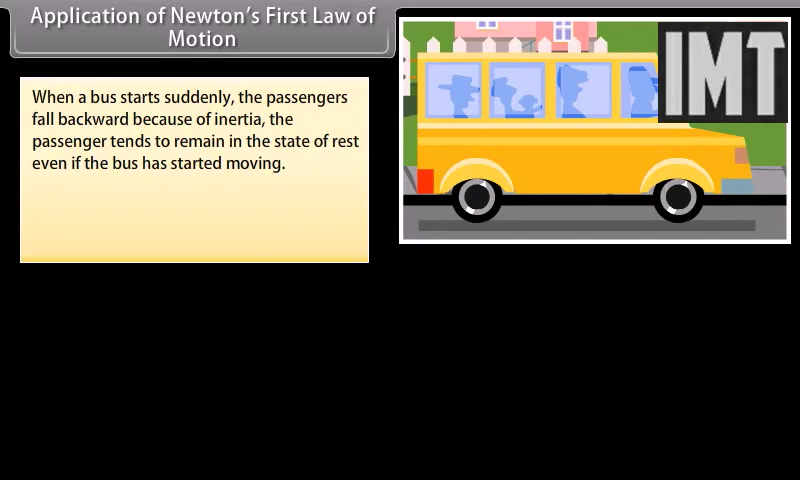 Application of Newton’s First Law of
Motion
When a bus starts suddenly, the passengers
fall backward because of inertia, the
passenger tends to remain in the state of rest
even if the bus has started moving.
IMT